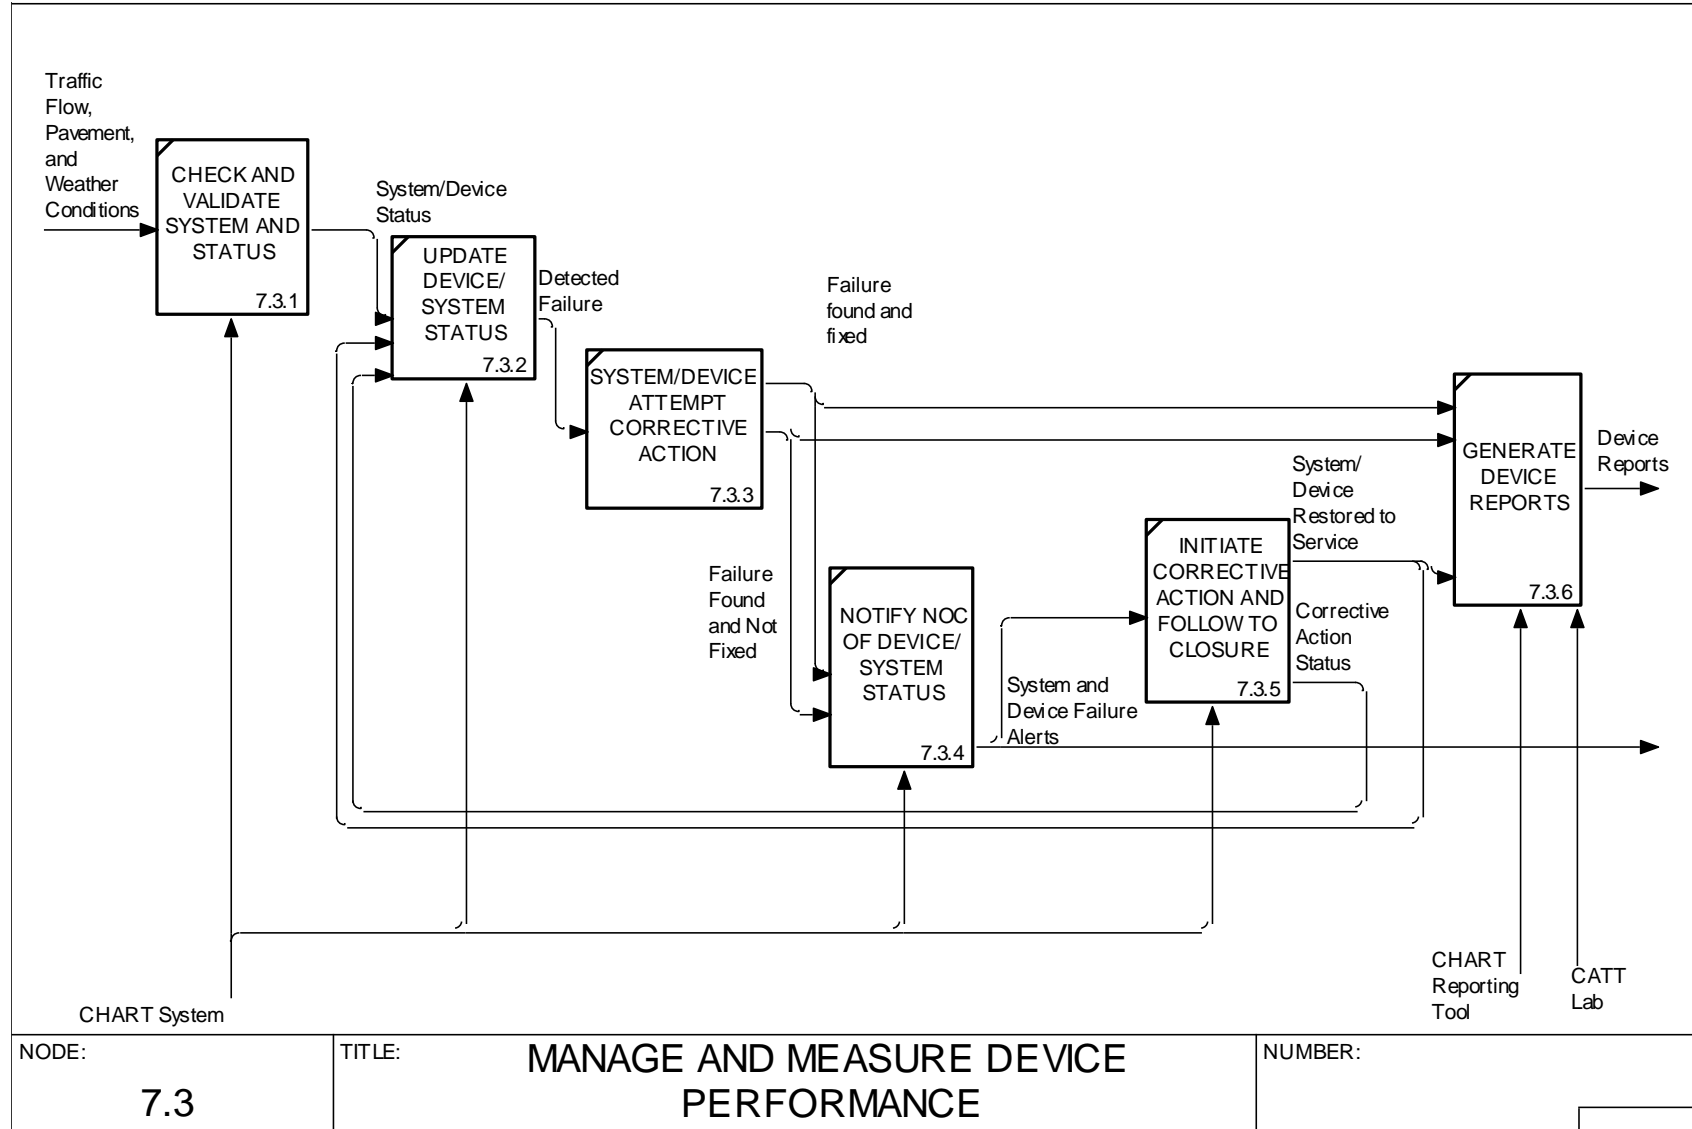 Traffic
Flow,
Pavement,
and
Weather
Conditions
CHECK AND
VALIDATE
SYSTEM AND
STATUS
7.3.1
System/Device
Status
UPDATE
DEVICE/
SYSTEM
STATUS
7.3.2
Detected
Failure
SYSTEM/DEVICE
ATTEMPT
CORRECTIVE
ACTION
7.3.3
Failure
found and
fixed
Failure
Found
and Not
Fixed
NOTIFY NOC
OF DEVICE/
SYSTEM
STATUS
7.3.4
System and
Device Failure
Alerts
INITIATE
CORRECTIVE
ACTION AND
FOLLOW TO
CLOSURE
7.3.5
System/
Device
Restored to
Service
Corrective
Action
Status
GENERATE
DEVICE
REPORTS
7.3.6
Device
Reports
CHART System
CHART
Reporting
Tool
CATT
Lab
NODE:
7.3
TITLE:
MANAGE AND MEASURE DEVICE
PERFORMANCE
NUMBER: